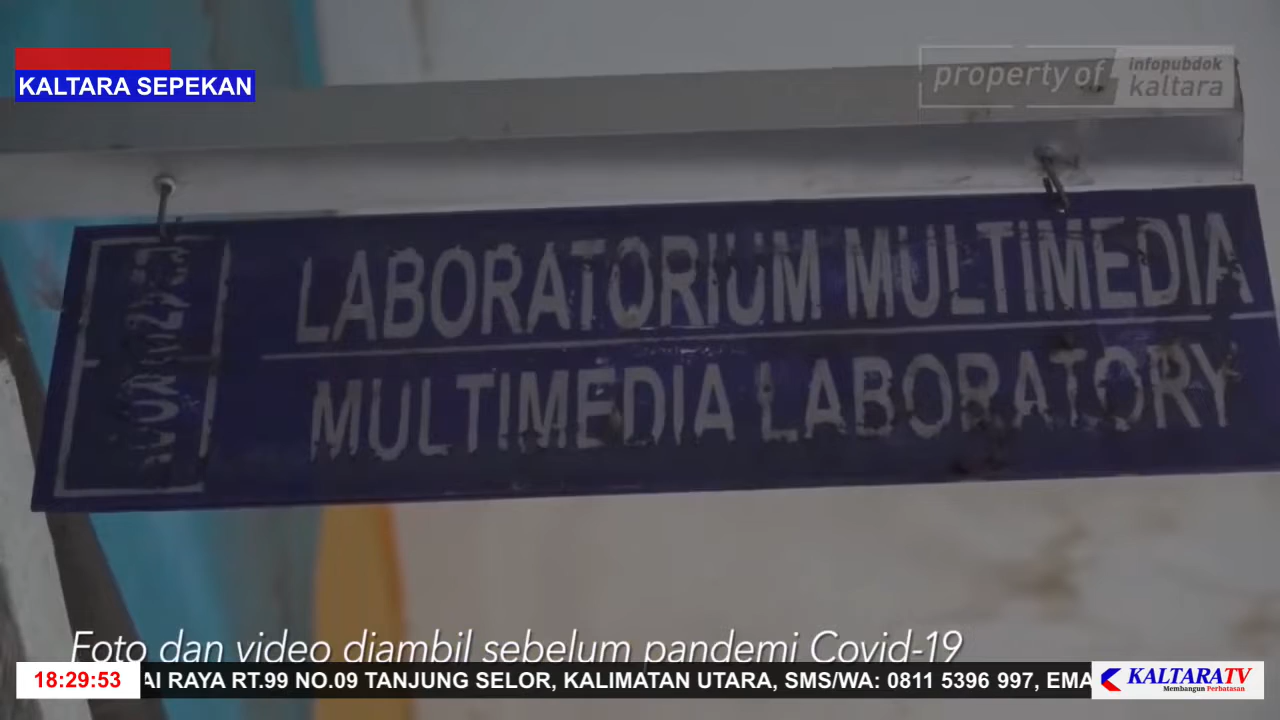 KALTARA SEPEKAN
property of infopubdok kaltara
LABORATORIUM MULTIMEDIA
MULTIMEDIA LABORATORY
Foto dan video diambil sebelum pandemi Covid-19
18:29:53
AI RAYA RT.99 NO.09 TANJUNG SELOR, KALIMATAN UTARA, SMS/WA: 0811 5396 997, EMA
KALTARA TV
Membangun Perbatasan